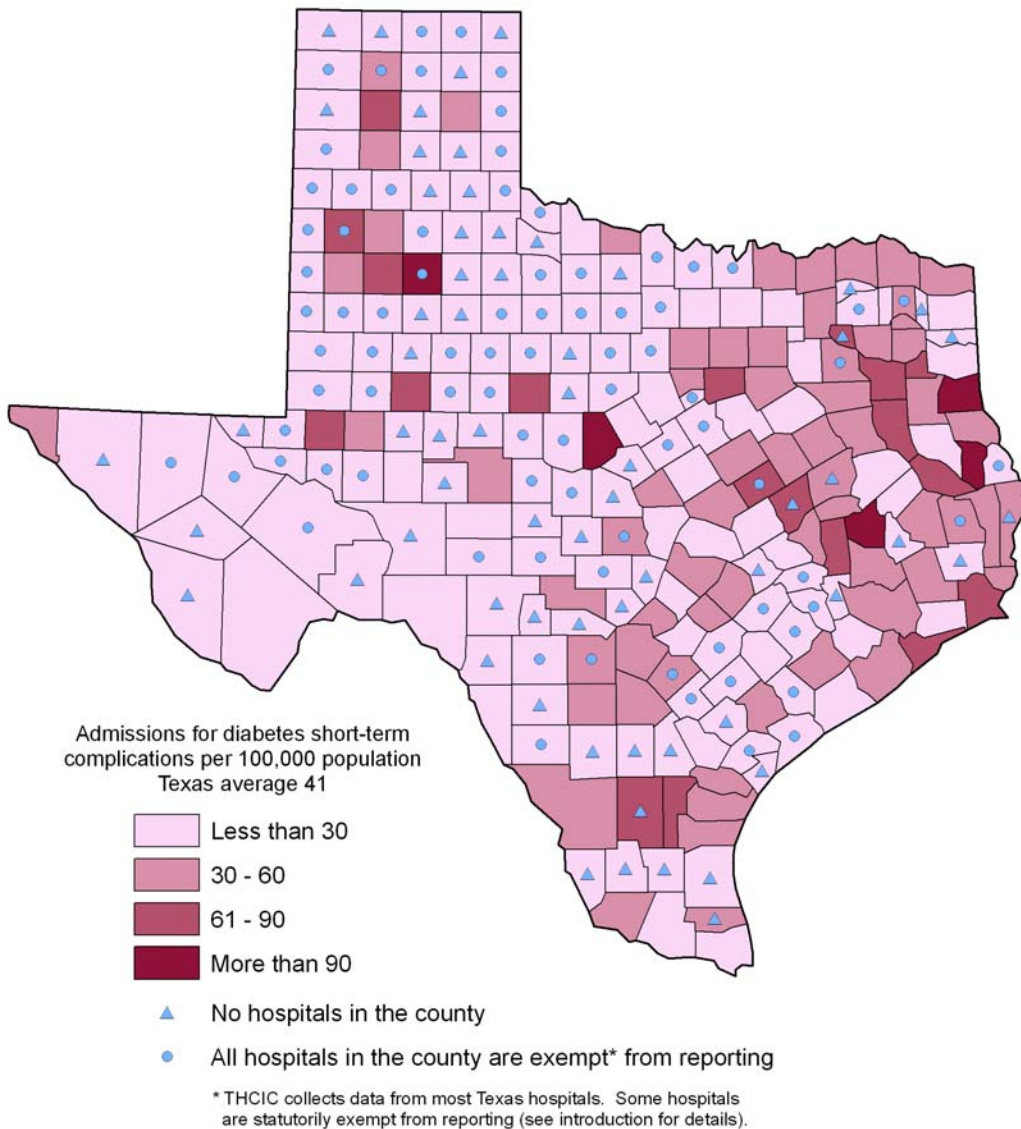 Admissions for diabetes short-term
complications per 100,000 population
Texas average 41
Less than 30
30 - 60
61 - 90
More than 90
No hospitals in the county
All hospitals in the county are exempt* from reporting
* THCIC collects data from most Texas hospitals. Some hospitals
are statutorily exempt from reporting (see introduction for details).